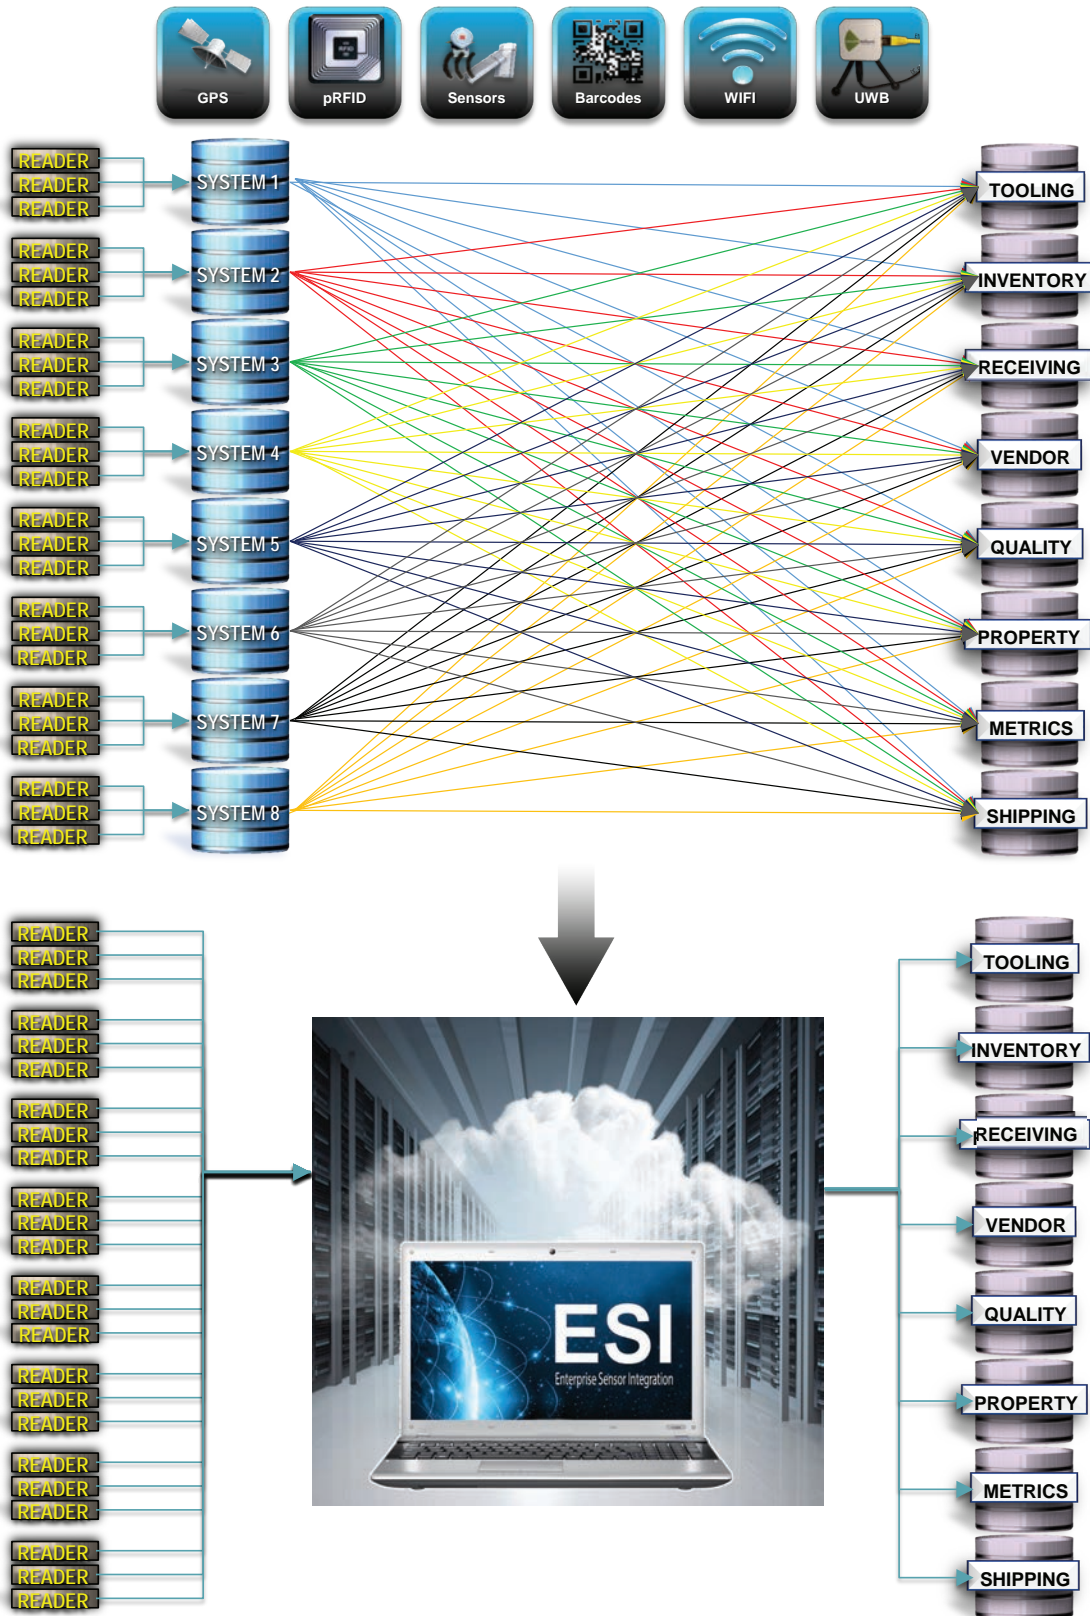 GPS
pRFID
Sensors
Barcodes
WIFI
UWB
RFID
READER
READER
READER
SYSTEM 1
TOOLING
READER
READER
READER
SYSTEM 2
INVENTORY
READER
READER
READER
SYSTEM 3
RECEIVING
READER
READER
READER
SYSTEM 4
VENDOR
READER
READER
READER
SYSTEM 5
QUALITY
READER
READER
READER
SYSTEM 6
PROPERTY
READER
READER
READER
SYSTEM 7
METRICS
READER
READER
READER
SYSTEM 8
SHIPPING
READER
READER
READER
TOOLING
READER
READER
READER
INVENTORY
READER
READER
READER
RECEIVING
READER
READER
READER
VENDOR
READER
READER
READER
QUALITY
READER
READER
READER
PROPERTY
READER
READER
READER
METRICS
READER
READER
READER
SHIPPING
ESI
Enterprise Sensor Integration